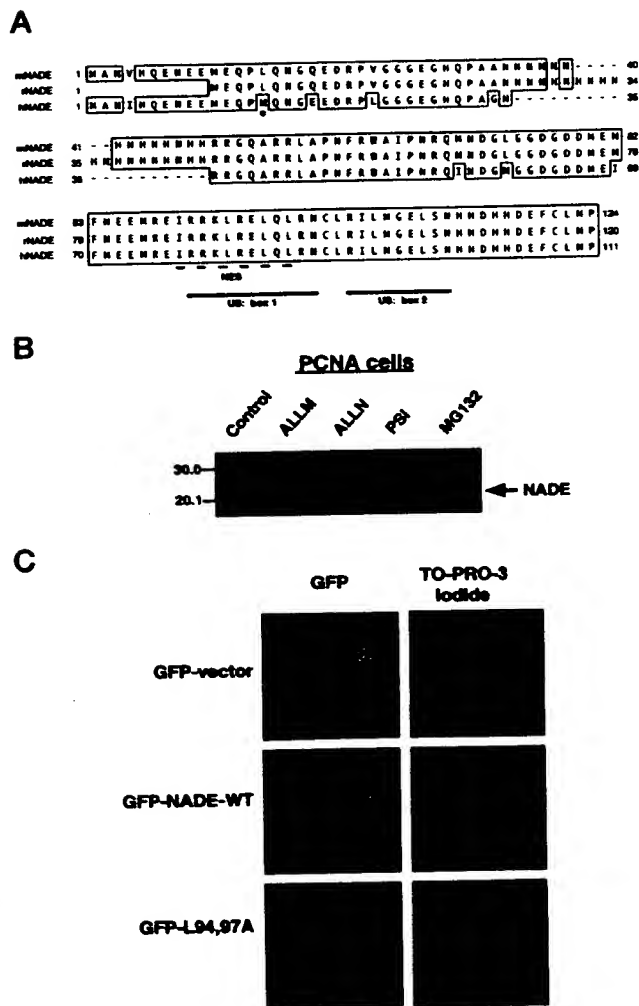 A
mNADE 1 M A N V H Q E N E E M E Q P L Q N G Q E D R P V G G G E G H Q P A A N N N N N N - - - - - 40
rNADE 1 M E Q P L Q N G Q E D R P V G G G E G H Q P A A N N N N N N H N H N 34
hNADE 1 M A N I H Q E N E E M E Q P M Q N G E E D R P L G G G E G H Q P A G N - - - - - 35
mNADE 41 - - H N H N H N H H R R G Q A R R L A P N F R W A I P N R Q M N D G L G G D G D D M E M 82
rNADE 35 H N H N H N H N H H R R G Q A R R L A P N F R W A I P N R Q M N D G L G G D G D D M E M 78
hNADE 36 R R G Q A R R L A P N F R W A I P N R Q I N D G M G G D G D D M E I 69
mNADE 83 F M E E M R E I R R K L R E L Q L R N C L R I L M G E L S N H H D H H D E F C L M P 124
rNADE 79 F M E E M R E I R R K L R E L Q L R N C L R I L M G E L S N H H D H H D E F C L M P 120
hNADE 70 F M E E M R E I R R K L R E L Q L R N C L R I L M G E L S N H H D H H D E F C L M P 111
NES
UB: box 1 UB: box 2
B
PCNA cells
Control ALLM ALLN PSI MG132
30.0
20.1
NADE
C
GFP TO-PRO-3
Iodide
GFP-vector
GFP-NADE-WT
GFP-L94,97A